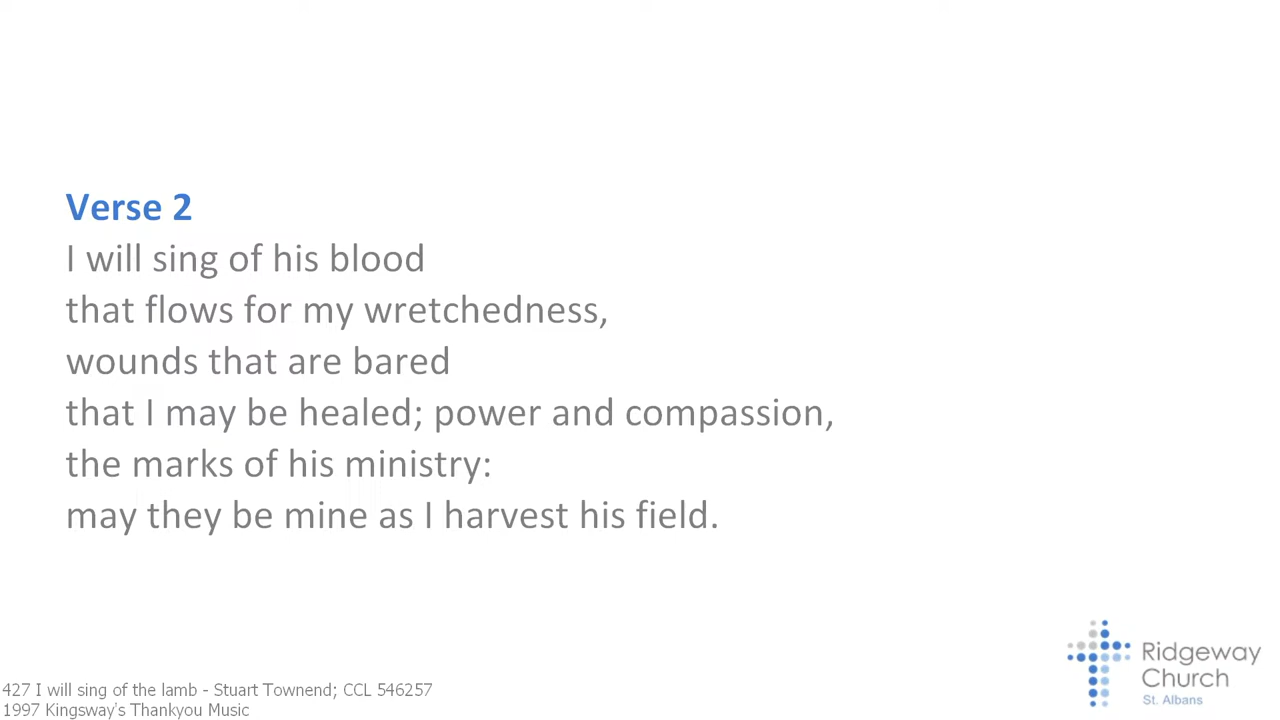 Verse 2
I will sing of his blood
that flows for my wretchedness,
wounds that are bared
that I may be healed; power and compassion,
the marks of his ministry:
may they be mine as I harvest his field.
Ridgeway
Church
St. Albans
427 I will sing of the lamb - Stuart Townend; CCL 546257
1997 Kingsway's Thankyou Music